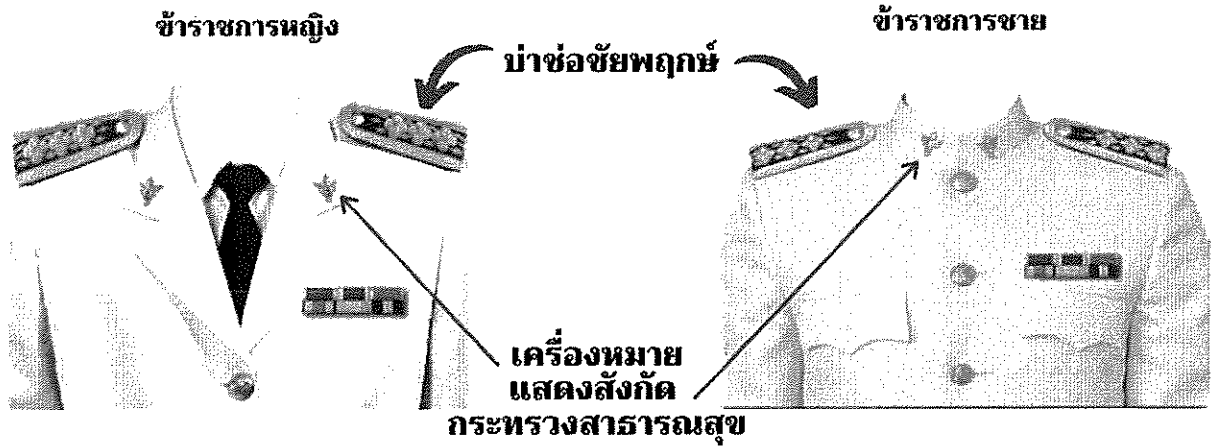 ข้าราชการหญิง
ข้าราชการชาย
บ่าช่อชัยพฤกษ์
เครื่องหมาย
แสดงสังกัด
กระทรวงสาธารณสุข